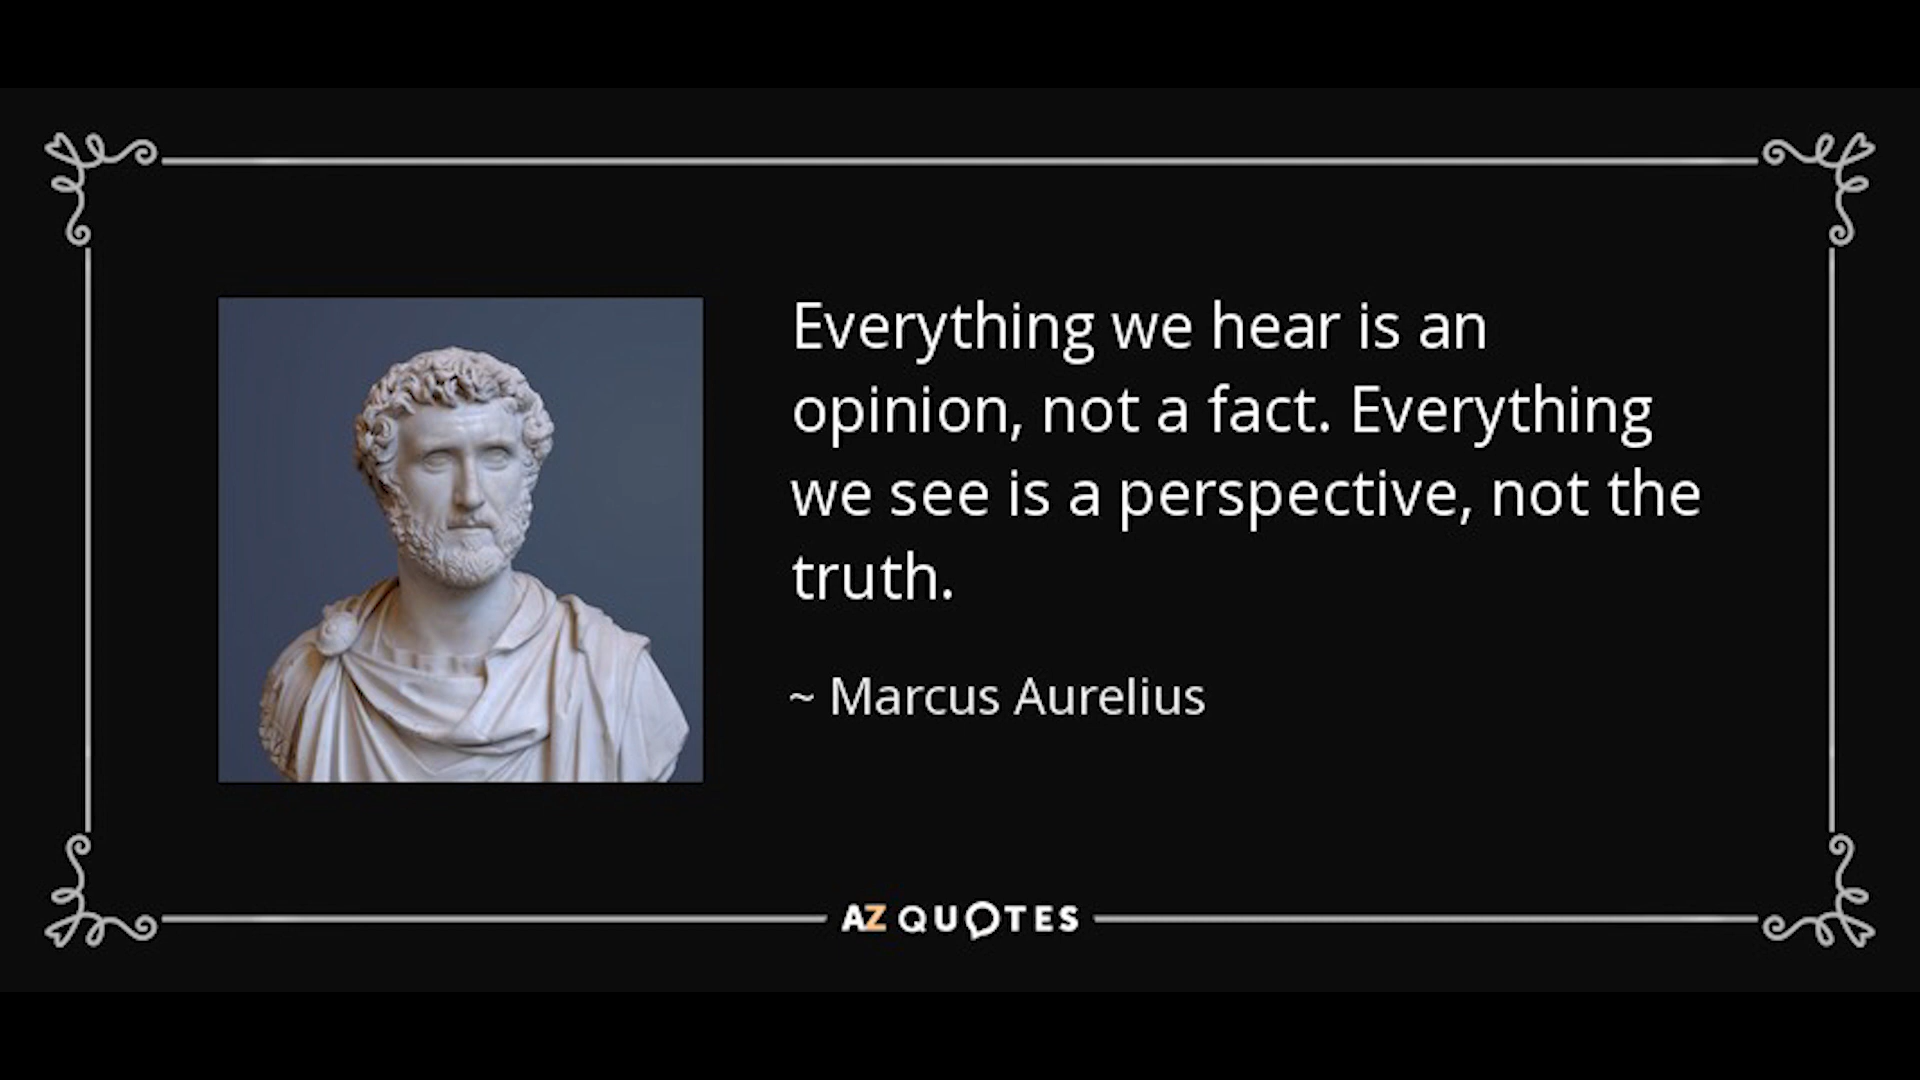 Everything we hear is an
opinion, not a fact. Everything
we see is a perspective, not the
truth.
~ Marcus Aurelius
AZ QUOTES